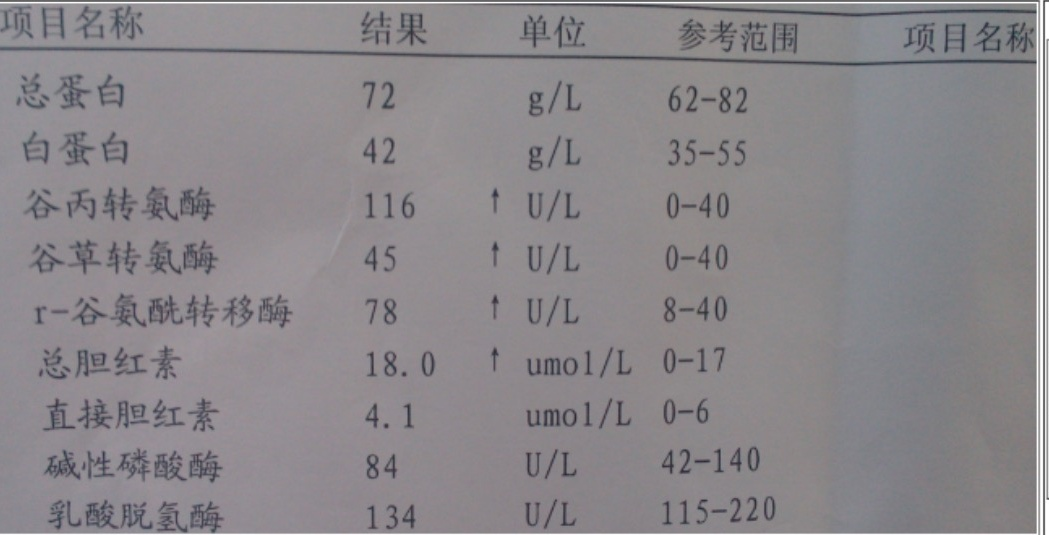 项目名称 结果 单位 参考范围 项目名称
总蛋白 72 g/L 62-82
白蛋白 42 g/L 35-55
谷丙转氨酶 116 ↑ U/L 0-40
谷草转氨酶 45 ↑ U/L 0-40
r-谷氨酰转移酶 78 ↑ U/L 8-40
总胆红素 18.0 ↑ umol/L 0-17
直接胆红素 4.1 umol/L 0-6
碱性磷酸酶 84 U/L 42-140
乳酸脱氢酶 134 U/L 115-220